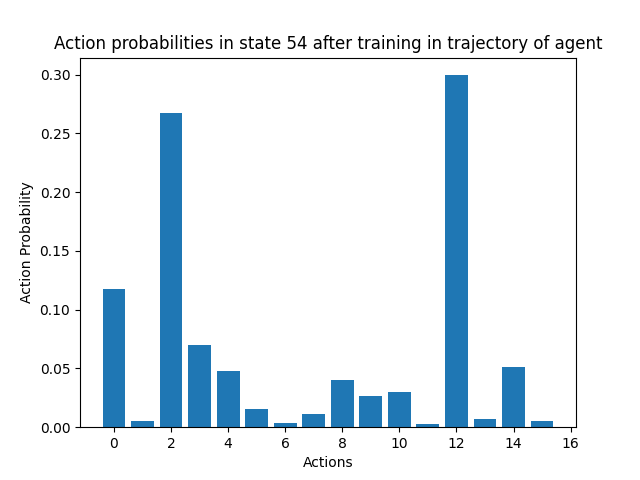 Action probabilities in state 54 after training in trajectory of agent
0.30
0.25
0.20
0.15
0.10
0.05
0.00
Action Probability
0 2 4 6 8 10 12 14 16
Actions